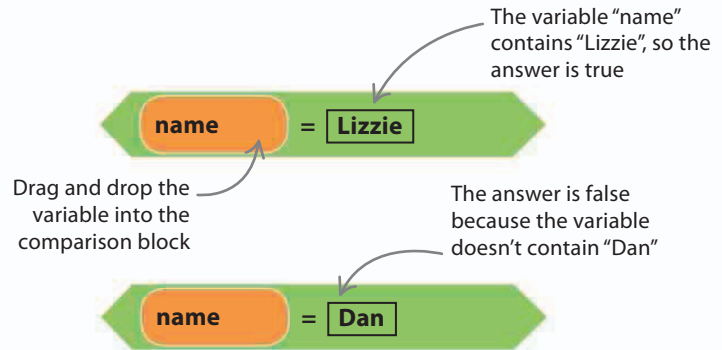 The variable “name”
contains “Lizzie”, so the
answer is true
name = Lizzie
Drag and drop the
variable into the
comparison block
The answer is false
because the variable
doesn’t contain “Dan”
name = Dan